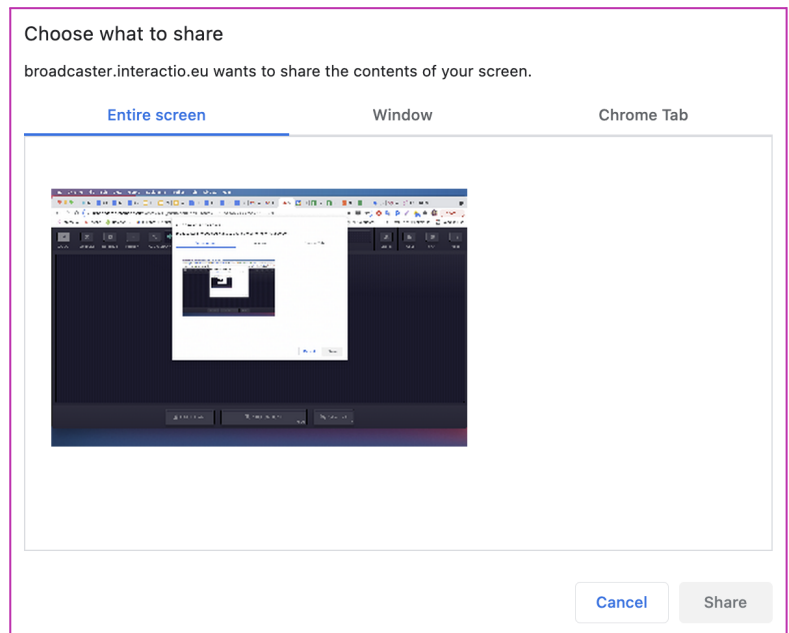 Choose what to share
broadcaster.interactio.eu wants to share the contents of your screen.
Entire screen
Window
Chrome Tab
Cancel
Share